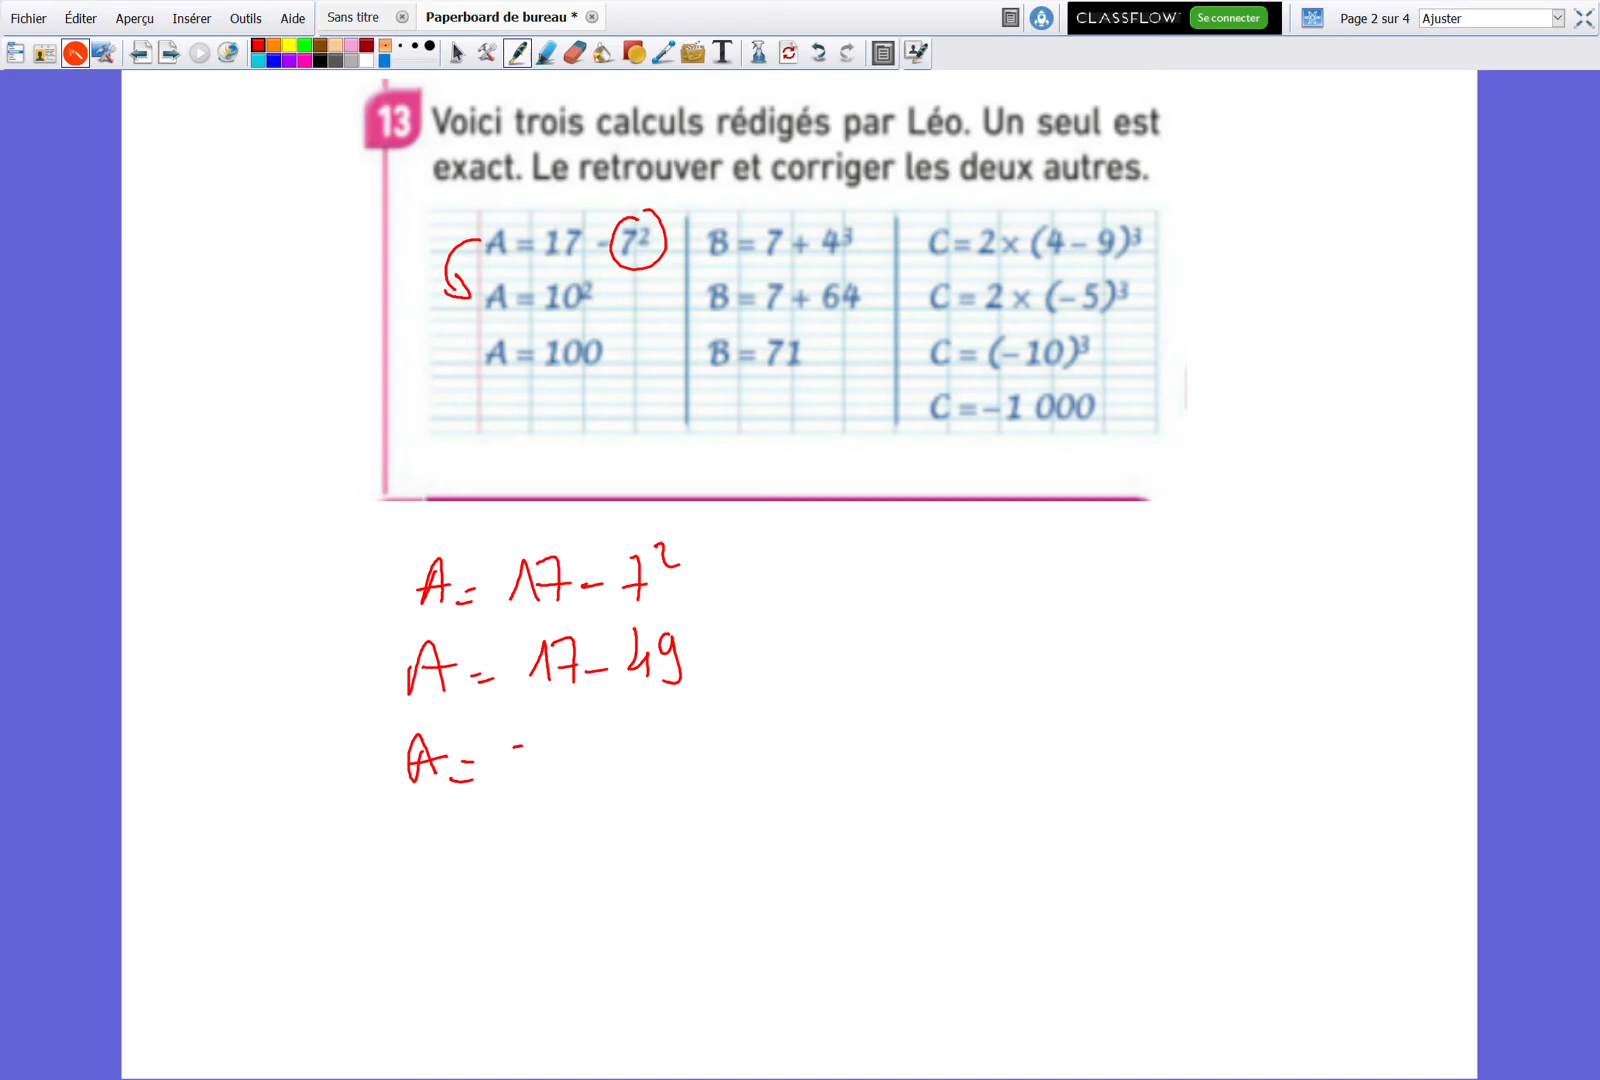 Fichier Éditer Aperçu Insérer Outils Aide Sans titre Paperboard de bureau * CLASSFLOW Se connecter Page 2 sur 4 Ajuster
13 Voici trois calculs rédigés par Léo. Un seul est
exact. Le retrouver et corriger les deux autres.
A = 17 - 7²
A = 10²
A = 100
B = 7 + 4³
B = 7 + 64
B = 71
C = 2 × (4 – 9)³
C = 2 × (– 5)³
C = (– 10)³
C = – 1 000
A = 17 - 7²
A = 17 - 49
A = -